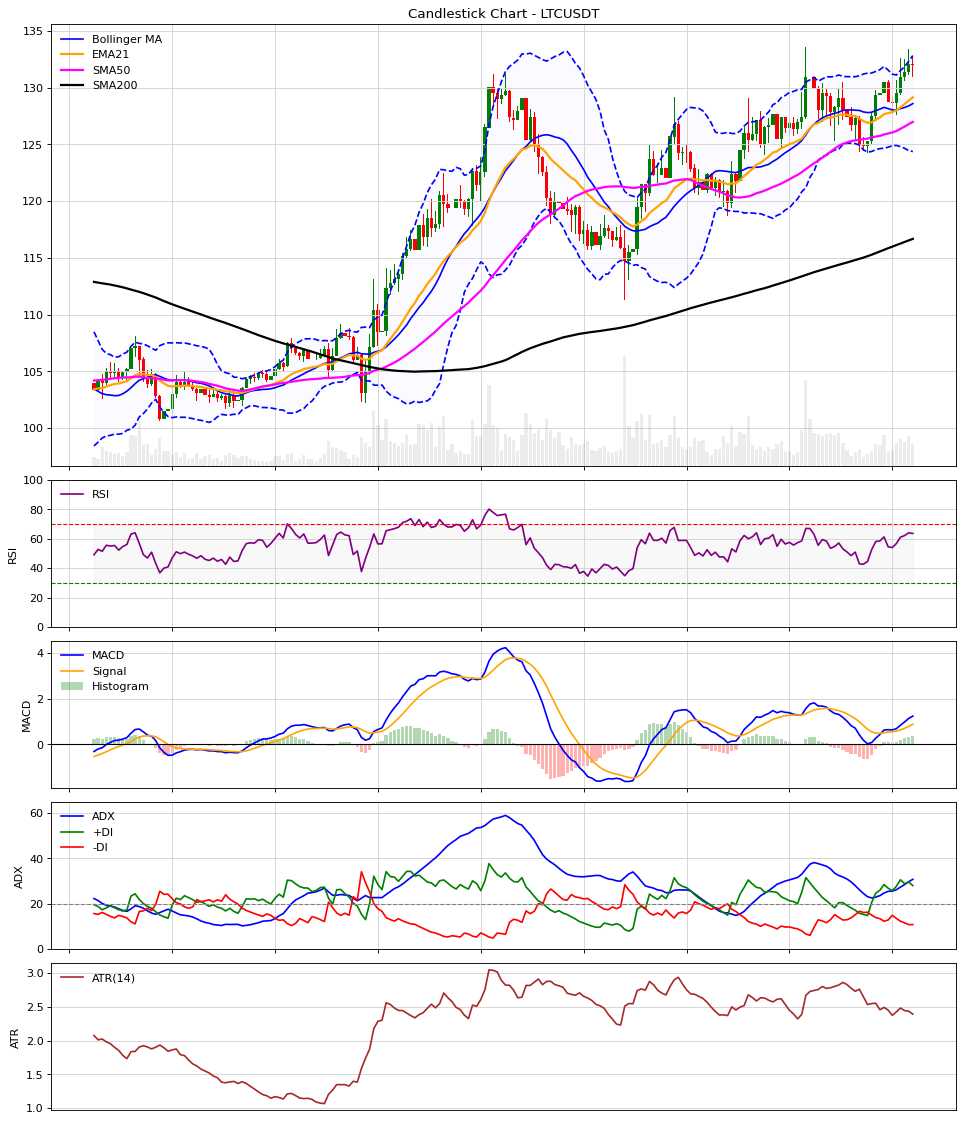 Candlestick Chart - LTCUSDT
135
130
125
120
115
110
105
100
Bollinger MA
EMA21
SMA50
SMA200
100
80
60
40
20
0
RSI
RSI
4
2
0
MACD
MACD
Signal
Histogram
60
40
20
0
ADX
ADX
+DI
-DI
3.0
2.5
2.0
1.5
1.0
ATR
ATR(14)